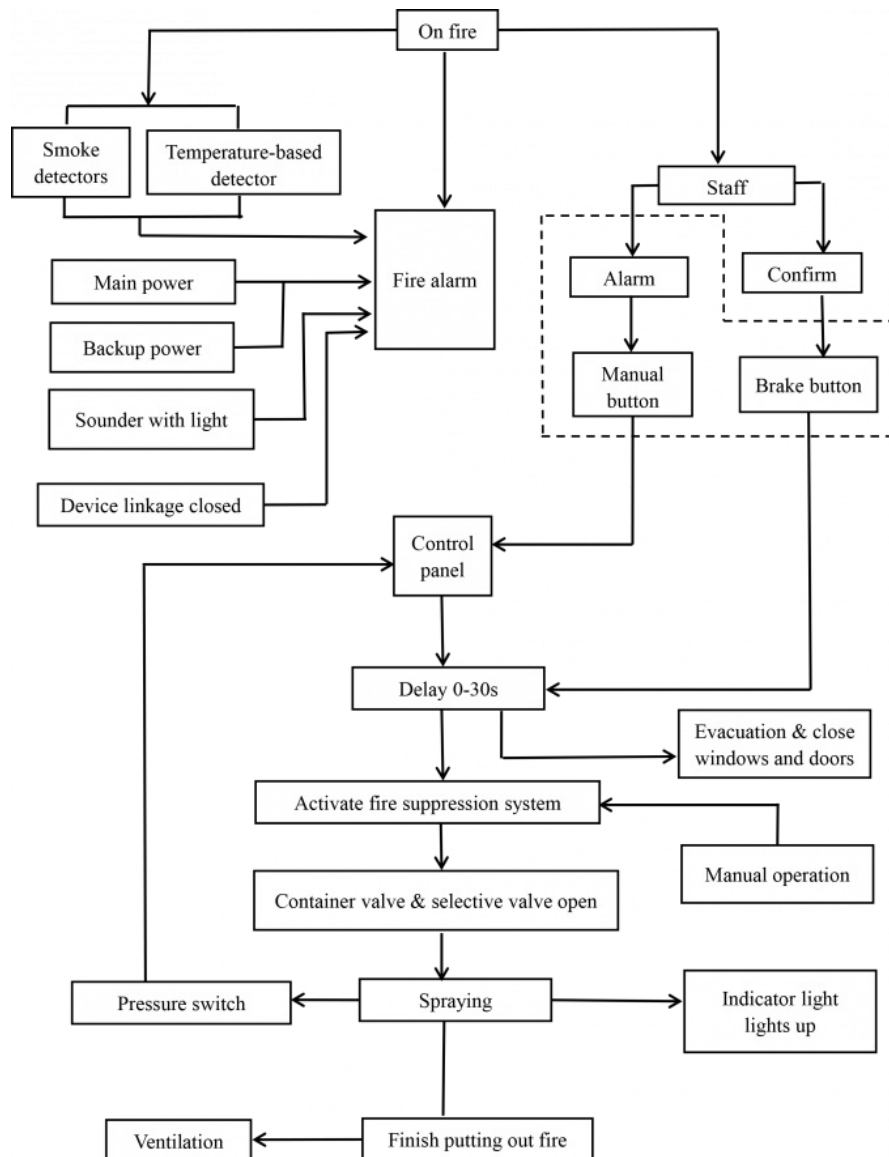 On fire
Smoke
detectors
Temperature-based
detector
Staff
Main power
Fire alarm
Alarm
Confirm
Backup power
Manual
button
Brake button
Sounder with light
Device linkage closed
Control
panel
Delay 0-30s
Evacuation & close
windows and doors
Activate fire suppression system
Manual operation
Container valve & selective valve open
Pressure switch
Spraying
Indicator light
lights up
Ventilation
Finish putting out fire